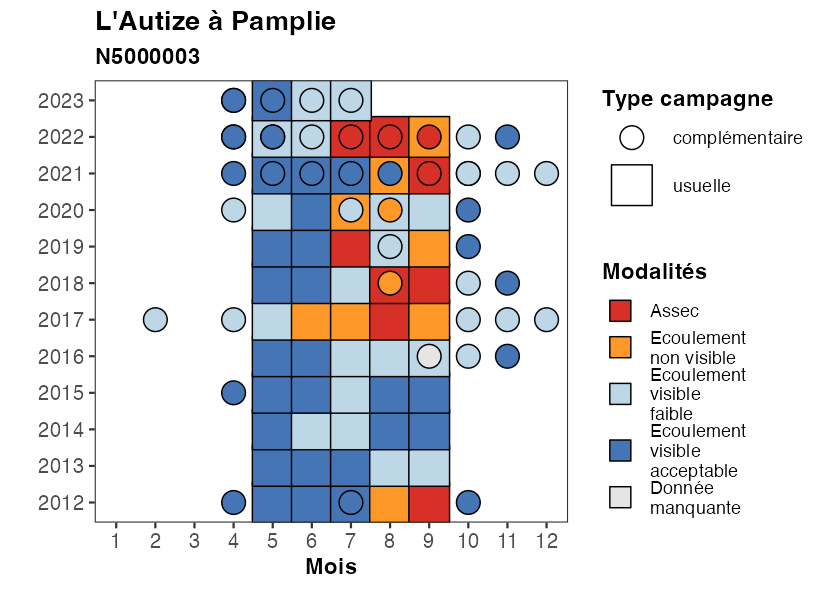 L'Autize à Pamplie
N5000003
2023
2022
2021
2020
2019
2018
2017
2016
2015
2014
2013
2012
1 2 3 4 5 6 7 8 9 10 11 12
Mois
Type campagne
complémentaire
usuelle
Modalités
Assec
Ecoulement
non visible
Ecoulement
visible
faible
Ecoulement
visible
acceptable
Donnée
manquante